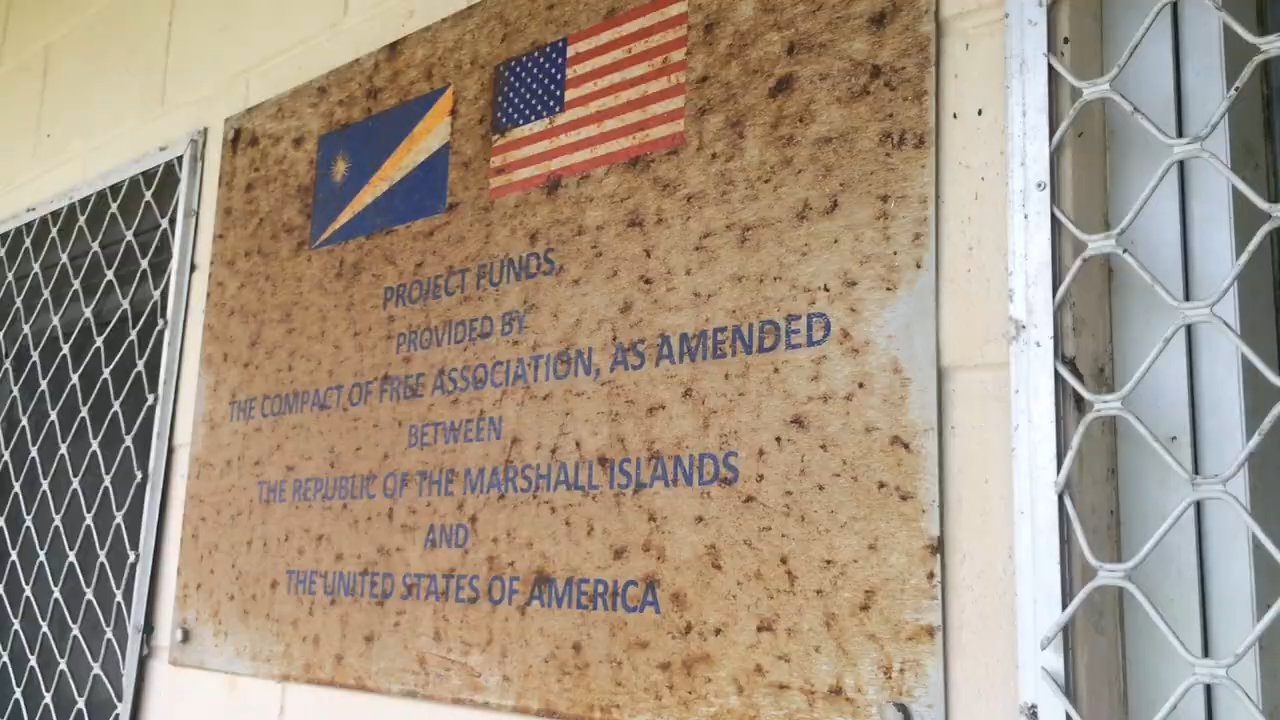 PROJECT FUNDS
PROVIDED BY
THE COMPACT OF FREE ASSOCIATION, AS AMENDED
BETWEEN
THE REPUBLIC OF THE MARSHALL ISLANDS
AND
THE UNITED STATES OF AMERICA